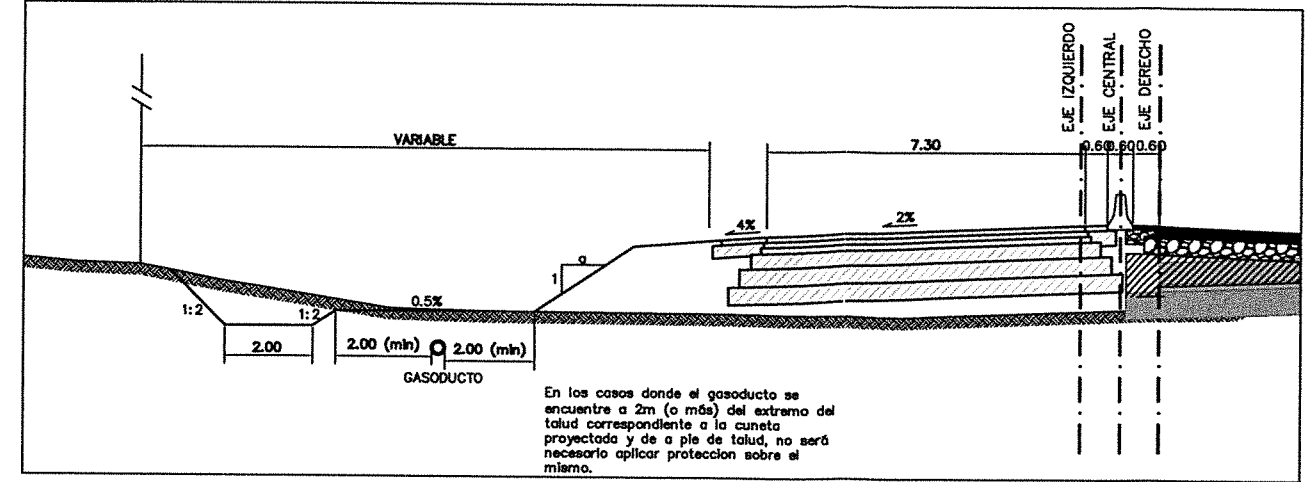 EJE IZQUIERDO
EJE CENTRAL
EJE DERECHO
VARIABLE
7.30
0.60
0.60
0.60
4%
2%
a
1
1:2
1:2
0.5%
2.00
2.00 (min)
2.00 (min)
GASODUCTO
En los casos donde el gasoducto se
encuentre a 2m (o más) del extremo del
talud correspondiente a la cuneta
proyectada y de a pie de talud, no será
necesario aplicar proteccion sobre el
mismo.